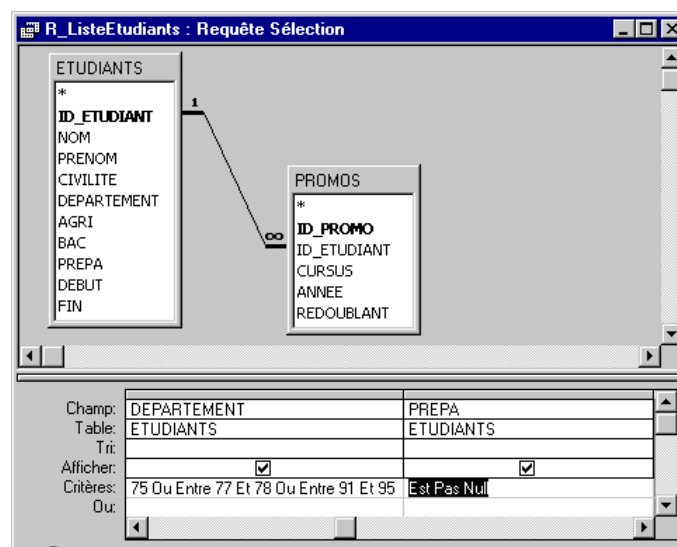 R_ListeEtudiants : Requête Sélection
ETUDIANTS
*
ID_ETUDIANT
NOM
PRENOM
CIVILITE
DEPARTEMENT
AGRI
BAC
PREPA
DEBUT
FIN
1
∞
PROMOS
*
ID_PROMO
ID_ETUDIANT
CURSUS
ANNEE
REDOUBLANT
Champ: DEPARTEMENT PREPA
Table: ETUDIANTS ETUDIANTS
Tri:
Afficher:
Critères: 75 Ou Entre 77 Et 78 Ou Entre 91 Et 95 Est Pas Null
Ou: